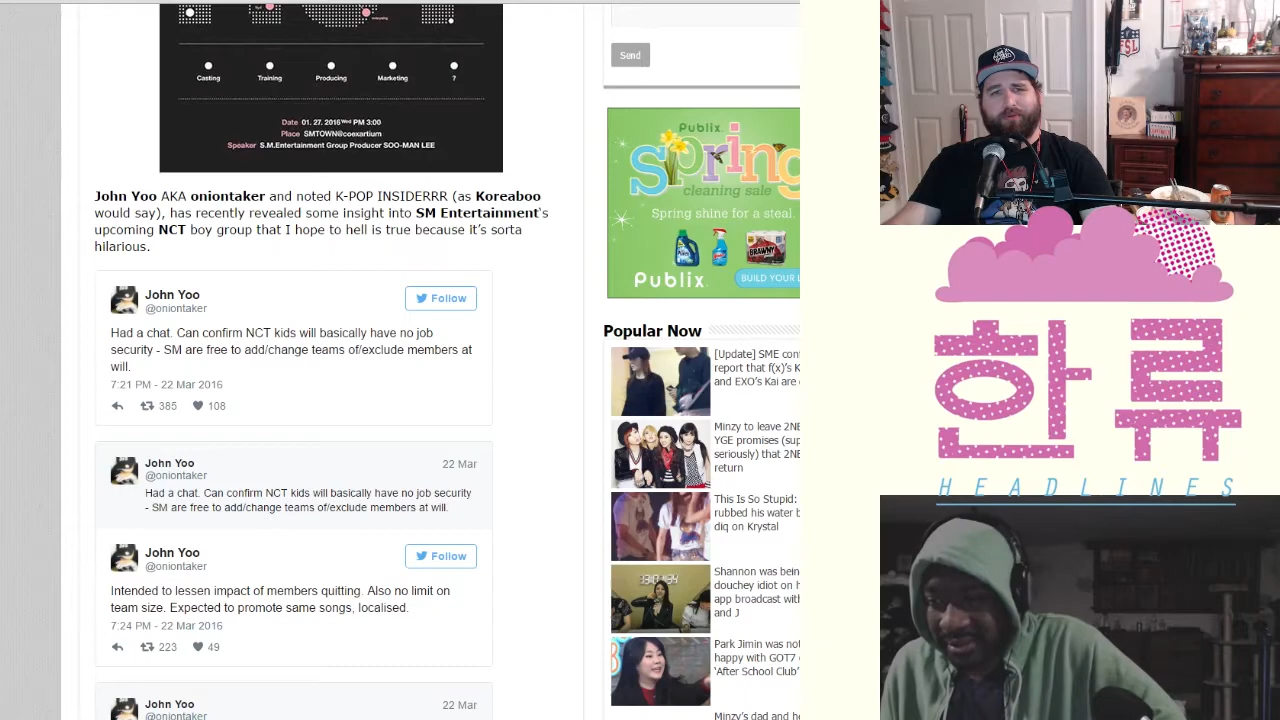 Casting
Training
Producing
Marketing
?
Date 01. 27. 2016 Wed PM 3:00
Place SMTOWN@coexartium
Speaker S.M.Entertainment Group Producer SOO-MAN LEE
John Yoo AKA oniontaker and noted K-POP INSIDERRR (as Koreaboo
would say), has recently revealed some insight into SM Entertainment's
upcoming NCT boy group that I hope to hell is true because it's sorta
hilarious.
John Yoo
@oniontaker
Follow
Had a chat. Can confirm NCT kids will basically have no job
security - SM are free to add/change teams of/exclude members at
will.
7:21 PM - 22 Mar 2016
385
108
John Yoo
22 Mar
@oniontaker
Had a chat. Can confirm NCT kids will basically have no job security
- SM are free to add/change teams of/exclude members at will.
John Yoo
@oniontaker
Follow
Intended to lessen impact of members quitting. Also no limit on
team size. Expected to promote same songs, localised.
7:24 PM - 22 Mar 2016
223
49
John Yoo
22 Mar
@oniontaker
Send
Publix.
spring
cleaning sale
Spring shine for a steal.
BRAWNY
Publix.
BUILD YOUR
Popular Now
[Update] SME
report that f(x)'s
and EXO's Kai are
Minzy to leave
YGE promises
seriously) that
return
This Is So Stupid:
rubbed his water
diq on Krystal
Shannon was
douchey idiot on
app broadcast
and J
Park Jimin was
happy with GOT7
'After School Club'
Minzy's dad and
NFL
한류
HEADLINES